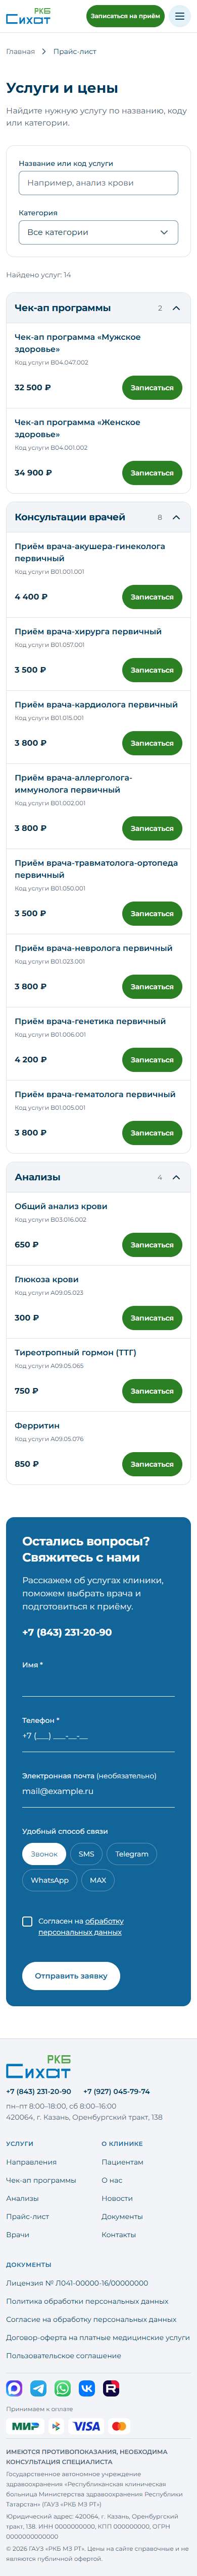 РКБ
Сихат
Записаться на приём
Главная > Прайс-лист
Услуги и цены
Найдите нужную услугу по названию, коду
или категории.
Название или код услуги
Например, анализ крови
Категория
Все категории
Найдено услуг: 14
Чек-ап программы 2
Чек-ап программа «Мужское
здоровье»
Код услуги B04.047.002
32 500 ₽ Записаться
Чек-ап программа «Женское
здоровье»
Код услуги B04.001.002
34 900 ₽ Записаться
Консультации врачей 8
Приём врача-акушера-гинеколога
первичный
Код услуги B01.001.001
4 400 ₽ Записаться
Приём врача-хирурга первичный
Код услуги B01.057.001
3 500 ₽ Записаться
Приём врача-кардиолога первичный
Код услуги B01.015.001
3 800 ₽ Записаться
Приём врача-аллерголога-
иммунолога первичный
Код услуги B01.002.001
3 800 ₽ Записаться
Приём врача-травматолога-ортопеда
первичный
Код услуги B01.050.001
3 500 ₽ Записаться
Приём врача-невролога первичный
Код услуги B01.023.001
3 800 ₽ Записаться
Приём врача-генетика первичный
Код услуги B01.006.001
4 200 ₽ Записаться
Приём врача-гематолога первичный
Код услуги B01.005.001
3 800 ₽ Записаться
Анализы 4
Общий анализ крови
Код услуги B03.016.002
650 ₽ Записаться
Глюкоза крови
Код услуги A09.05.023
300 ₽ Записаться
Тиреотропный гормон (ТТГ)
Код услуги A09.05.065
750 ₽ Записаться
Ферритин
Код услуги A09.05.076
850 ₽ Записаться
Остались вопросы?
Свяжитесь с нами
Расскажем об услугах клиники,
поможем выбрать врача и
подготовиться к приёму.
+7 (843) 231-20-90
Имя *
Телефон *
+7 (___) ___-__-__
Электронная почта (необязательно)
mail@example.ru
Удобный способ связи
Звонок SMS Telegram
WhatsApp MAX
Согласен на обработку
персональных данных
Отправить заявку
РКБ
Сихат
+7 (843) 231-20-90 +7 (927) 045-79-74
пн–пт 8:00–18:00, сб 8:00–16:00
420064, г. Казань, Оренбургский тракт, 138
УСЛУГИ О КЛИНИКЕ
Направления Пациентам
Чек-ап программы О нас
Анализы Новости
Прайс-лист Документы
Врачи Контакты
ДОКУМЕНТЫ
Лицензия № Л041-00000-16/00000000
Политика обработки персональных данных
Согласие на обработку персональных данных
Договор-оферта на платные медицинские услуги
Пользовательское соглашение
Принимаем к оплате
МИР VISA
ИМЕЮТСЯ ПРОТИВОПОКАЗАНИЯ, НЕОБХОДИМА
КОНСУЛЬТАЦИЯ СПЕЦИАЛИСТА
Государственное автономное учреждение
здравоохранения «Республиканская клиническая
больница Министерства здравоохранения Республики
Татарстан» (ГАУЗ «РКБ МЗ РТ»)
Юридический адрес: 420064, г. Казань, Оренбургский
тракт, 138. ИНН 0000000000, КПП 000000000, ОГРН
0000000000000
© 2026 ГАУЗ «РКБ МЗ РТ». Цены на сайте справочные и не
являются публичной офертой.